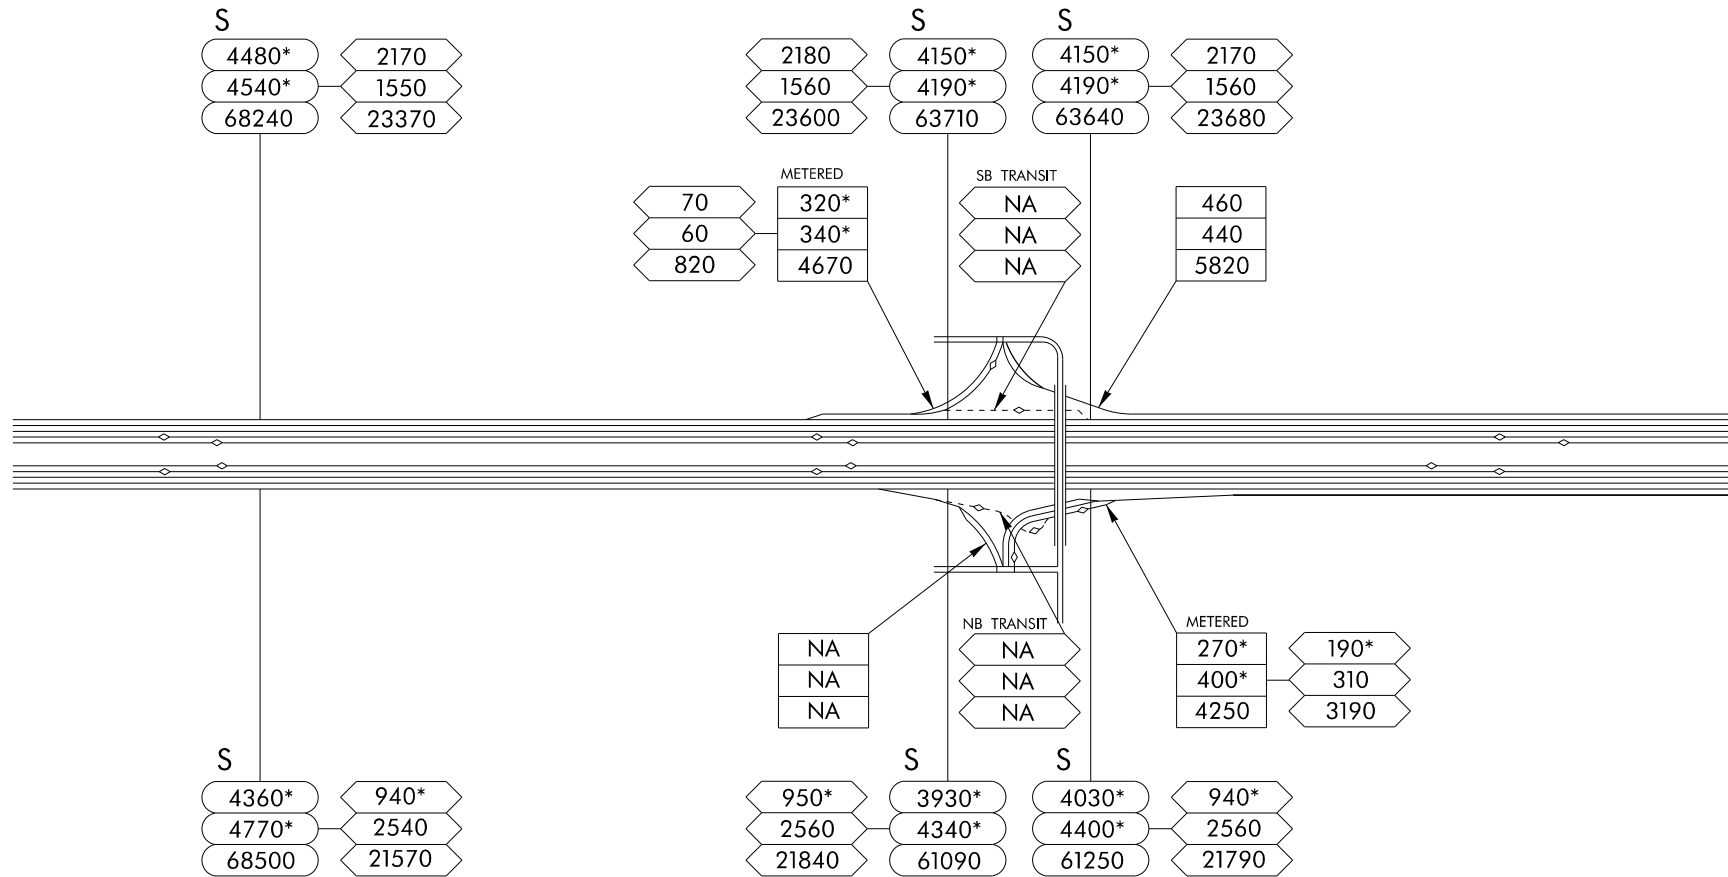 S S S
4480* 2170 2180 4150* 4150* 2170
4540* 1550 1560 4190* 4190* 1560
68240 23370 23600 63710 63640 23680
METERED SB TRANSIT
70 320* NA 460
60 340* NA 440
820 4670 NA 5820
NB TRANSIT METERED
NA NA 270* 190*
NA NA 400* 310
NA NA 4250 3190
S S S
4360* 940* 950* 3930* 4030* 940*
4770* 2540 2560 4340* 4400* 2560
68500 21570 21840 61090 61250 21790